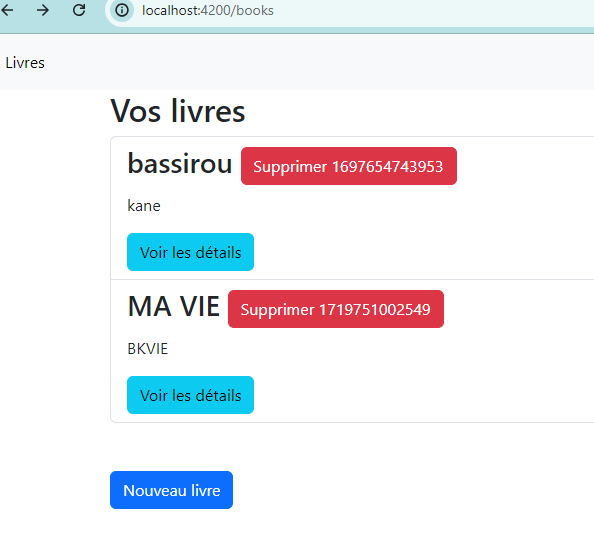 localhost:4200/books
Livres
Vos livres
bassirou Supprimer 1697654743953
kane
Voir les détails
MA VIE Supprimer 1719751002549
BKVIE
Voir les détails
Nouveau livre